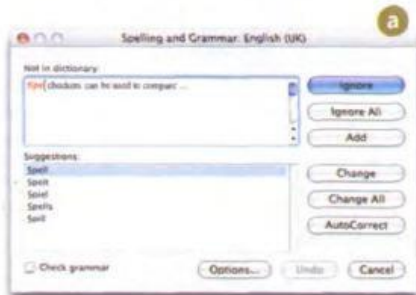 a
Spelling and Grammar: English (UK)
Not in dictionary:
checkers can be used to compare ...
Ignore
Ignore All
Add
Suggestions:
Spell
Spelt
Spiel
Spells
Spill
Change
Change All
AutoCorrect
Check grammar
Options...
Undo
Cancel